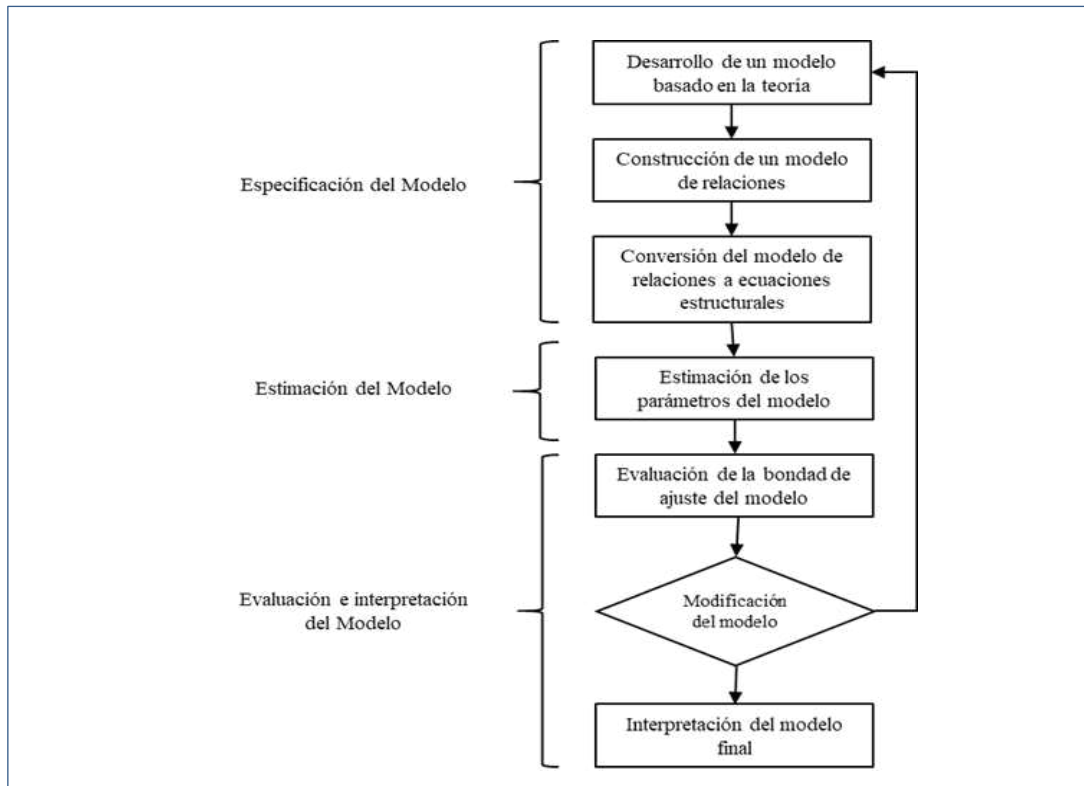 Desarrollo de un modelo
basado en la teoría
Construcción de un modelo
de relaciones
Especificación del Modelo
Conversión del modelo de
relaciones a ecuaciones
estructurales
Estimación del Modelo
Estimación de los
parámetros del modelo
Evaluación de la bondad de
ajuste del modelo
Evaluación e interpretación
del Modelo
Modificación
del modelo
Interpretación del modelo
final